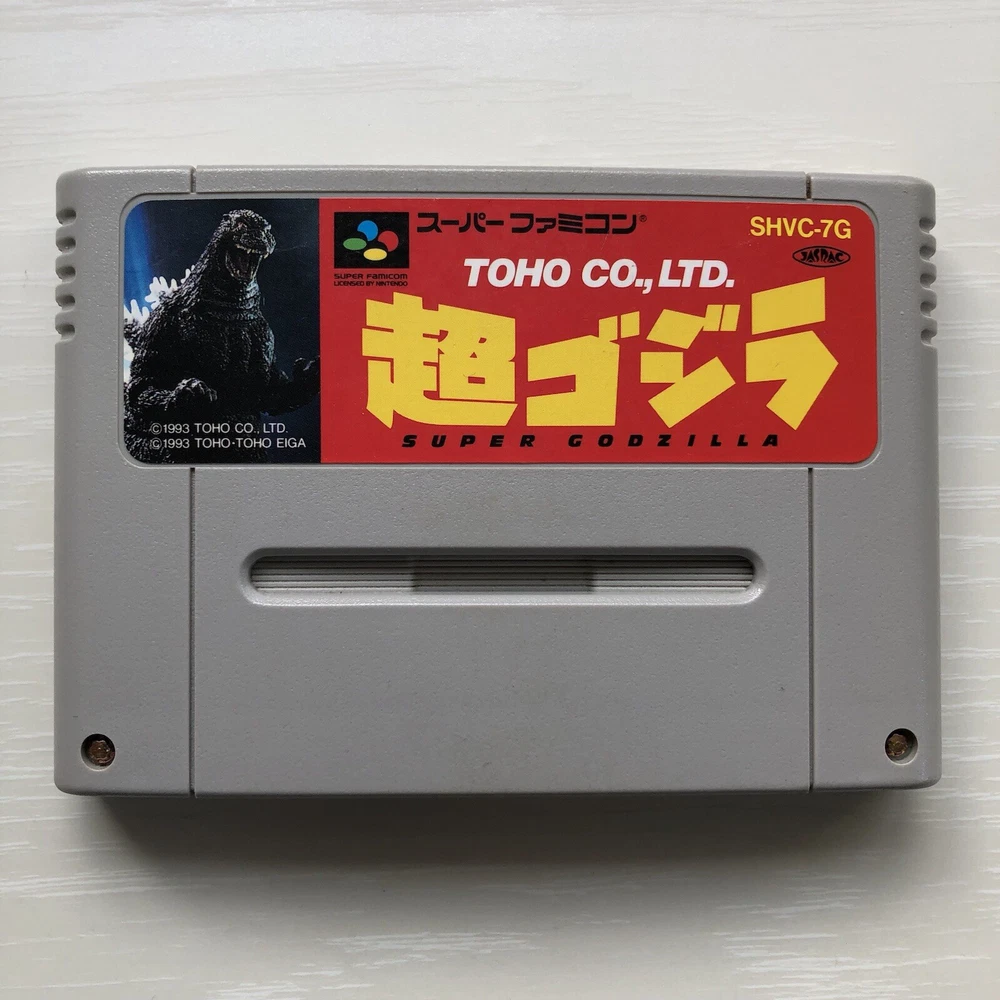 スーパーファミコン®
SUPER FAMICOM
LICENSED BY NINTENDO
SHVC-7G
JASRAC
TOHO CO., LTD.
超ゴジラ
SUPER GODZILLA
©1993 TOHO CO., LTD.
©1993 TOHO·TOHO EIGA